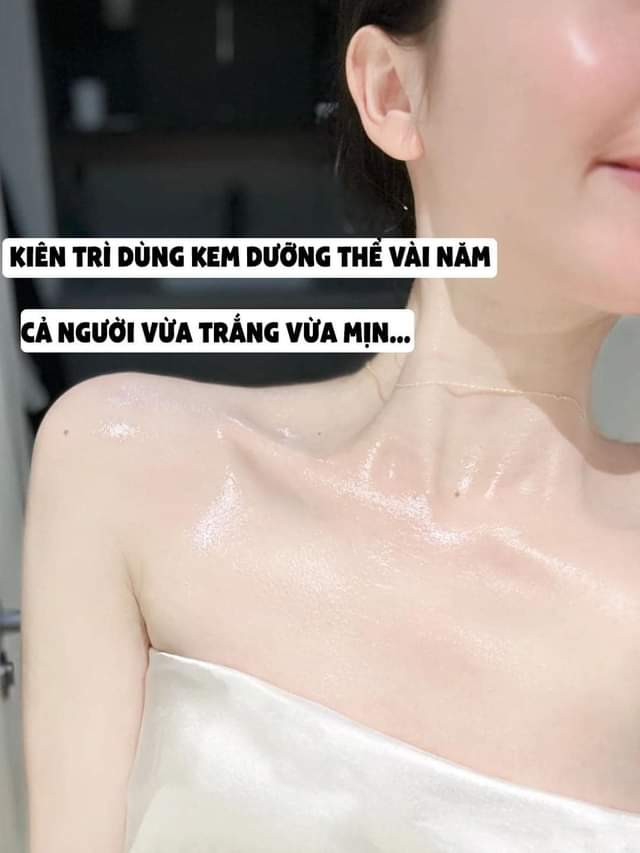 KIÊN TRÌ DÙNG KEM DƯỠNG THỂ VÀI NĂM
CẢ NGƯỜI VỪA TRẮNG VỪA MỊN...